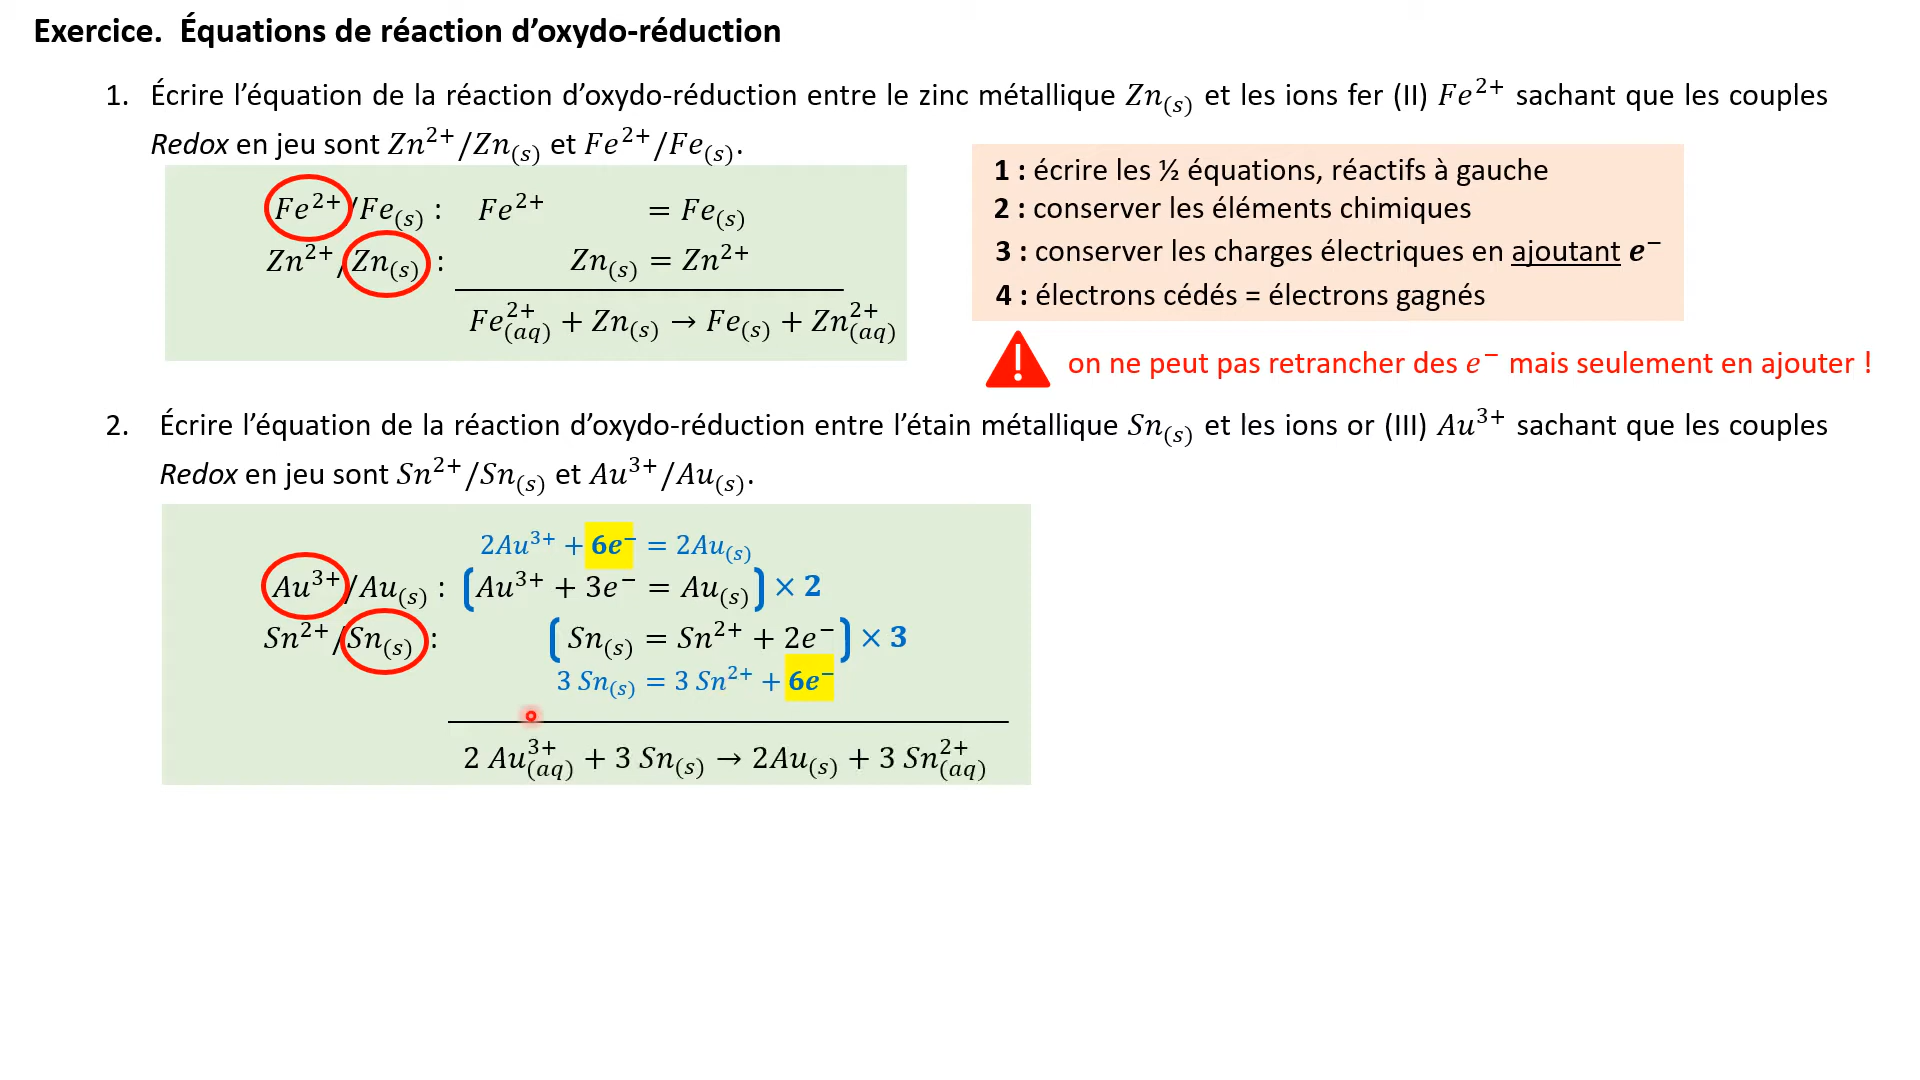 Exercice. Équations de réaction d’oxydo-réduction
1. Écrire l’équation de la réaction d’oxydo-réduction entre le zinc métallique Zn(s) et les ions fer (II) Fe²⁺ sachant que les couples
Redox en jeu sont Zn²⁺/Zn(s) et Fe²⁺/Fe(s).
Fe²⁺/Fe(s) : Fe²⁺ = Fe(s)
Zn²⁺/Zn(s) : Zn(s) = Zn²⁺
Fe²⁺(aq) + Zn(s) → Fe(s) + Zn²⁺(aq)
1 : écrire les ½ équations, réactifs à gauche
2 : conserver les éléments chimiques
3 : conserver les charges électriques en ajoutant e⁻
4 : électrons cédés = électrons gagnés
! on ne peut pas retrancher des e⁻ mais seulement en ajouter !
2. Écrire l’équation de la réaction d’oxydo-réduction entre l’étain métallique Sn(s) et les ions or (III) Au³⁺ sachant que les couples
Redox en jeu sont Sn²⁺/Sn(s) et Au³⁺/Au(s).
2Au³⁺ + 6e⁻ = 2Au(s)
Au³⁺/Au(s) : (Au³⁺ + 3e⁻ = Au(s)) × 2
Sn²⁺/Sn(s) : (Sn(s) = Sn²⁺ + 2e⁻) × 3
3 Sn(s) = 3 Sn²⁺ + 6e⁻
2 Au³⁺(aq) + 3 Sn(s) → 2Au(s) + 3 Sn²⁺(aq)